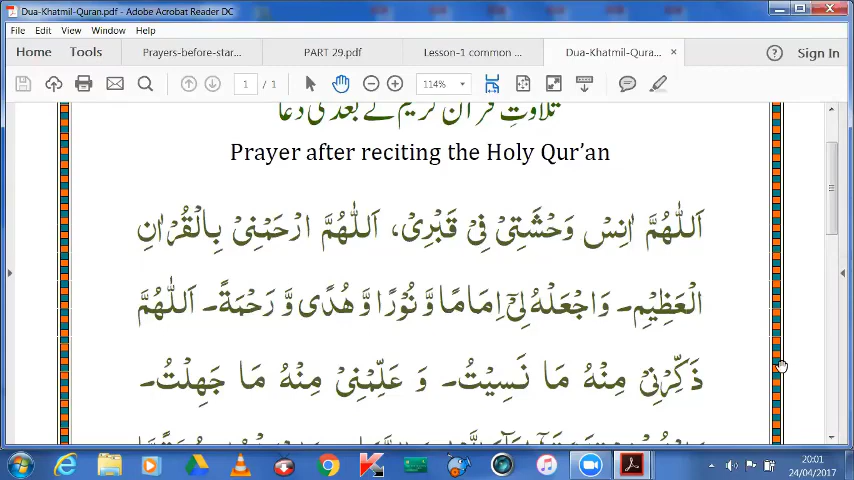 Dua-Khatmil-Quran.pdf - Adobe Acrobat Reader DC
File Edit View Window Help
Home Tools Prayers-before-star... PART 29.pdf Lesson-1 common ... Dua-Khatmil-Qura... × Sign In
1 / 1 114%
تلاوتِ قرآن کریم کے بعد کی دعا
Prayer after reciting the Holy Qur’an
اَللّٰهُمَّ اٰنِسْ وَحْشَتِىْ فِىْ قَبْرِىْ، اَللّٰهُمَّ ارْحَمْنِىْ بِالْقُرْاٰنِ
الْعَظِيْمِ۔ وَاجْعَلْهُ لِىْٓ اِمَامًا وَّ نُوْرًا وَّ هُدًى وَّ رَحْمَةً۔ اَللّٰهُمَّ
ذَكِّرْنِىْ مِنْهُ مَا نَسِيْتُ۔ وَ عَلِّمْنِىْ مِنْهُ مَا جَهِلْتُ۔
20:01
24/04/2017